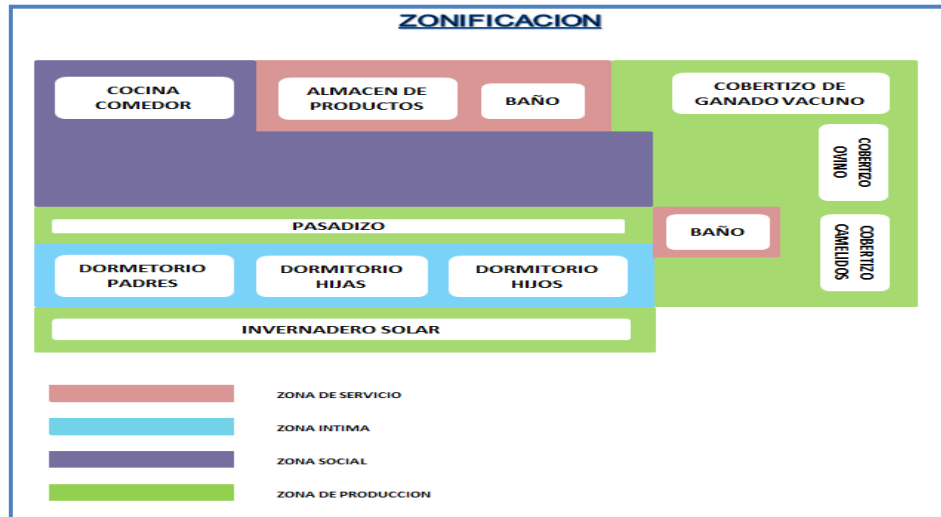 ZONIFICACION
COCINA
COMEDOR
ALMACEN DE
PRODUCTOS
BAÑO
COBERTIZO DE
GANADO VACUNO
COBERTIZO
OVINO
PASADIZO
BAÑO
COBERTIZO
CAMELIDOS
DORMETORIO
PADRES
DORMITORIO
HIJAS
DORMITORIO
HIJOS
INVERNADERO SOLAR
ZONA DE SERVICIO
ZONA INTIMA
ZONA SOCIAL
ZONA DE PRODUCCION